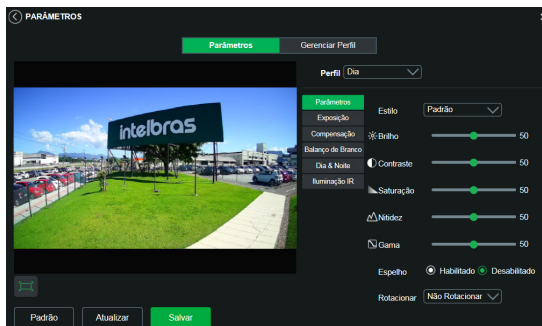 PARÂMETROS
Parâmetros Gerenciar Perfil
Perfil Dia
intelbras
Parâmetros
Exposição
Compensação
Balanço de Branco
Dia & Noite
Iluminação IR
Estilo Padrão
Brilho 50
Contraste 50
Saturação 50
Nitidez 50
Gama 50
Espelho Habilitado Desabilitado
Rotacionar Não Rotacionar
Padrão Atualizar Salvar